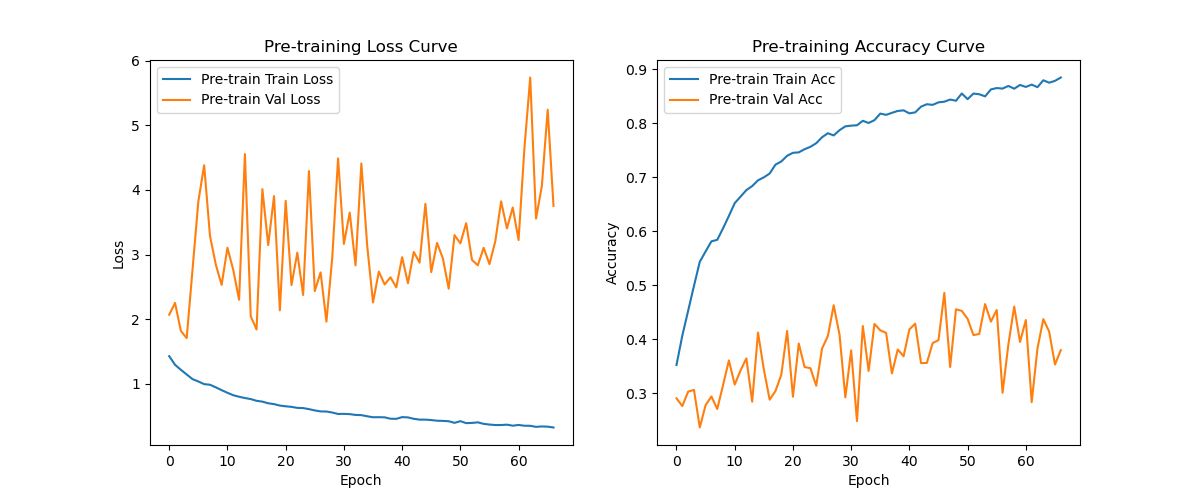 Pre-training Loss Curve
Pre-train Train Loss
Pre-train Val Loss
6
5
4
3
2
1
Loss
0 10 20 30 40 50 60
Epoch
Pre-training Accuracy Curve
Pre-train Train Acc
Pre-train Val Acc
0.9
0.8
0.7
0.6
0.5
0.4
0.3
Accuracy
0 10 20 30 40 50 60
Epoch